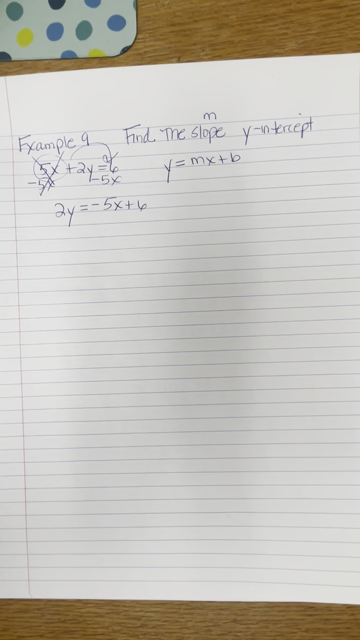 m
Example 9 Find The slope y-intercept
5x + 2y = 6 y = mx + b
-5x -5x
2y = -5x + 6